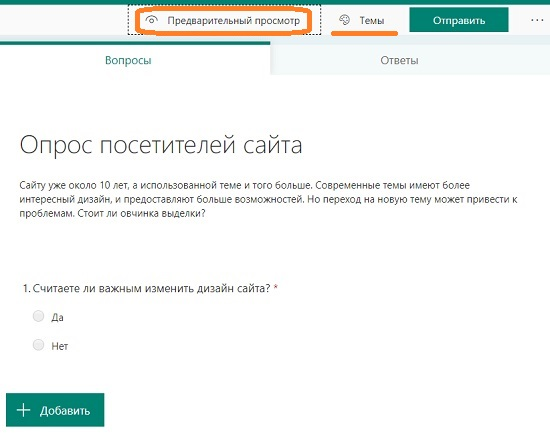 Предварительный просмотр Темы Отправить ...
Вопросы Ответы
Опрос посетителей сайта
Сайту уже около 10 лет, а использованной теме и того больше. Современные темы имеют более
интересный дизайн, и предоставляют больше возможностей. Но переход на новую тему может привести к
проблемам. Стоит ли овчинка выделки?
1. Считаете ли важным изменить дизайн сайта? *
Да
Нет
+ Добавить